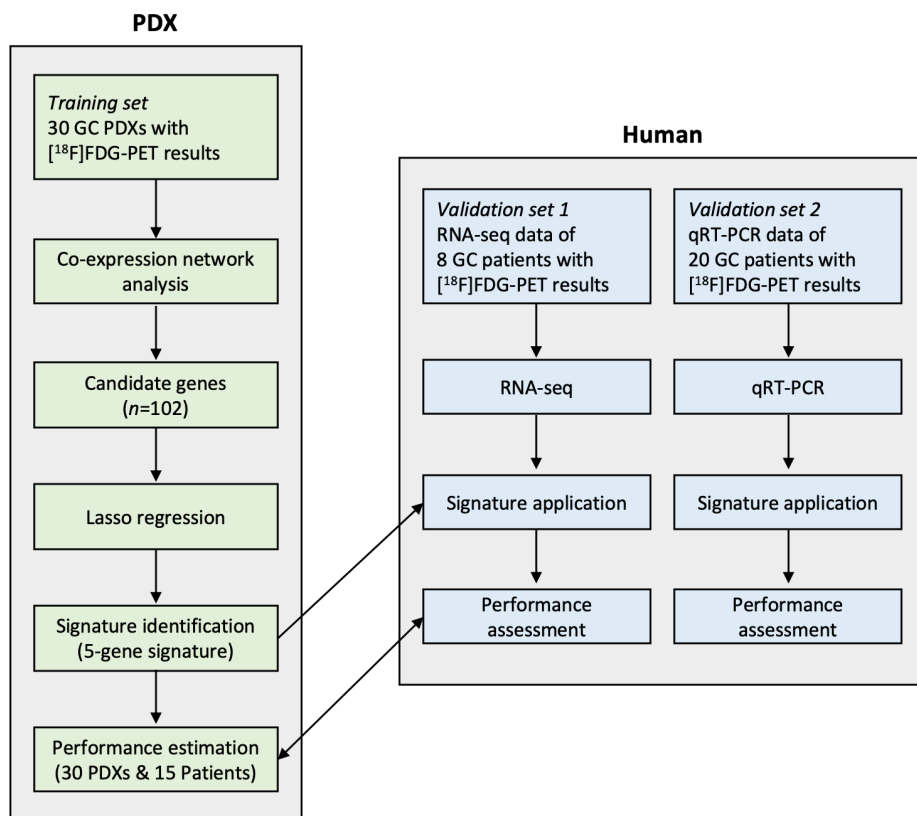 PDX
Training set
30 GC PDXs with
[¹⁸F]FDG-PET results
Co-expression network
analysis
Candidate genes
(n=102)
Lasso regression
Signature identification
(5-gene signature)
Performance estimation
(30 PDXs & 15 Patients)
Human
Validation set 1
RNA-seq data of
8 GC patients with
[¹⁸F]FDG-PET results
RNA-seq
Signature application
Performance
assessment
Validation set 2
qRT-PCR data of
20 GC patients with
[¹⁸F]FDG-PET results
qRT-PCR
Signature application
Performance
assessment